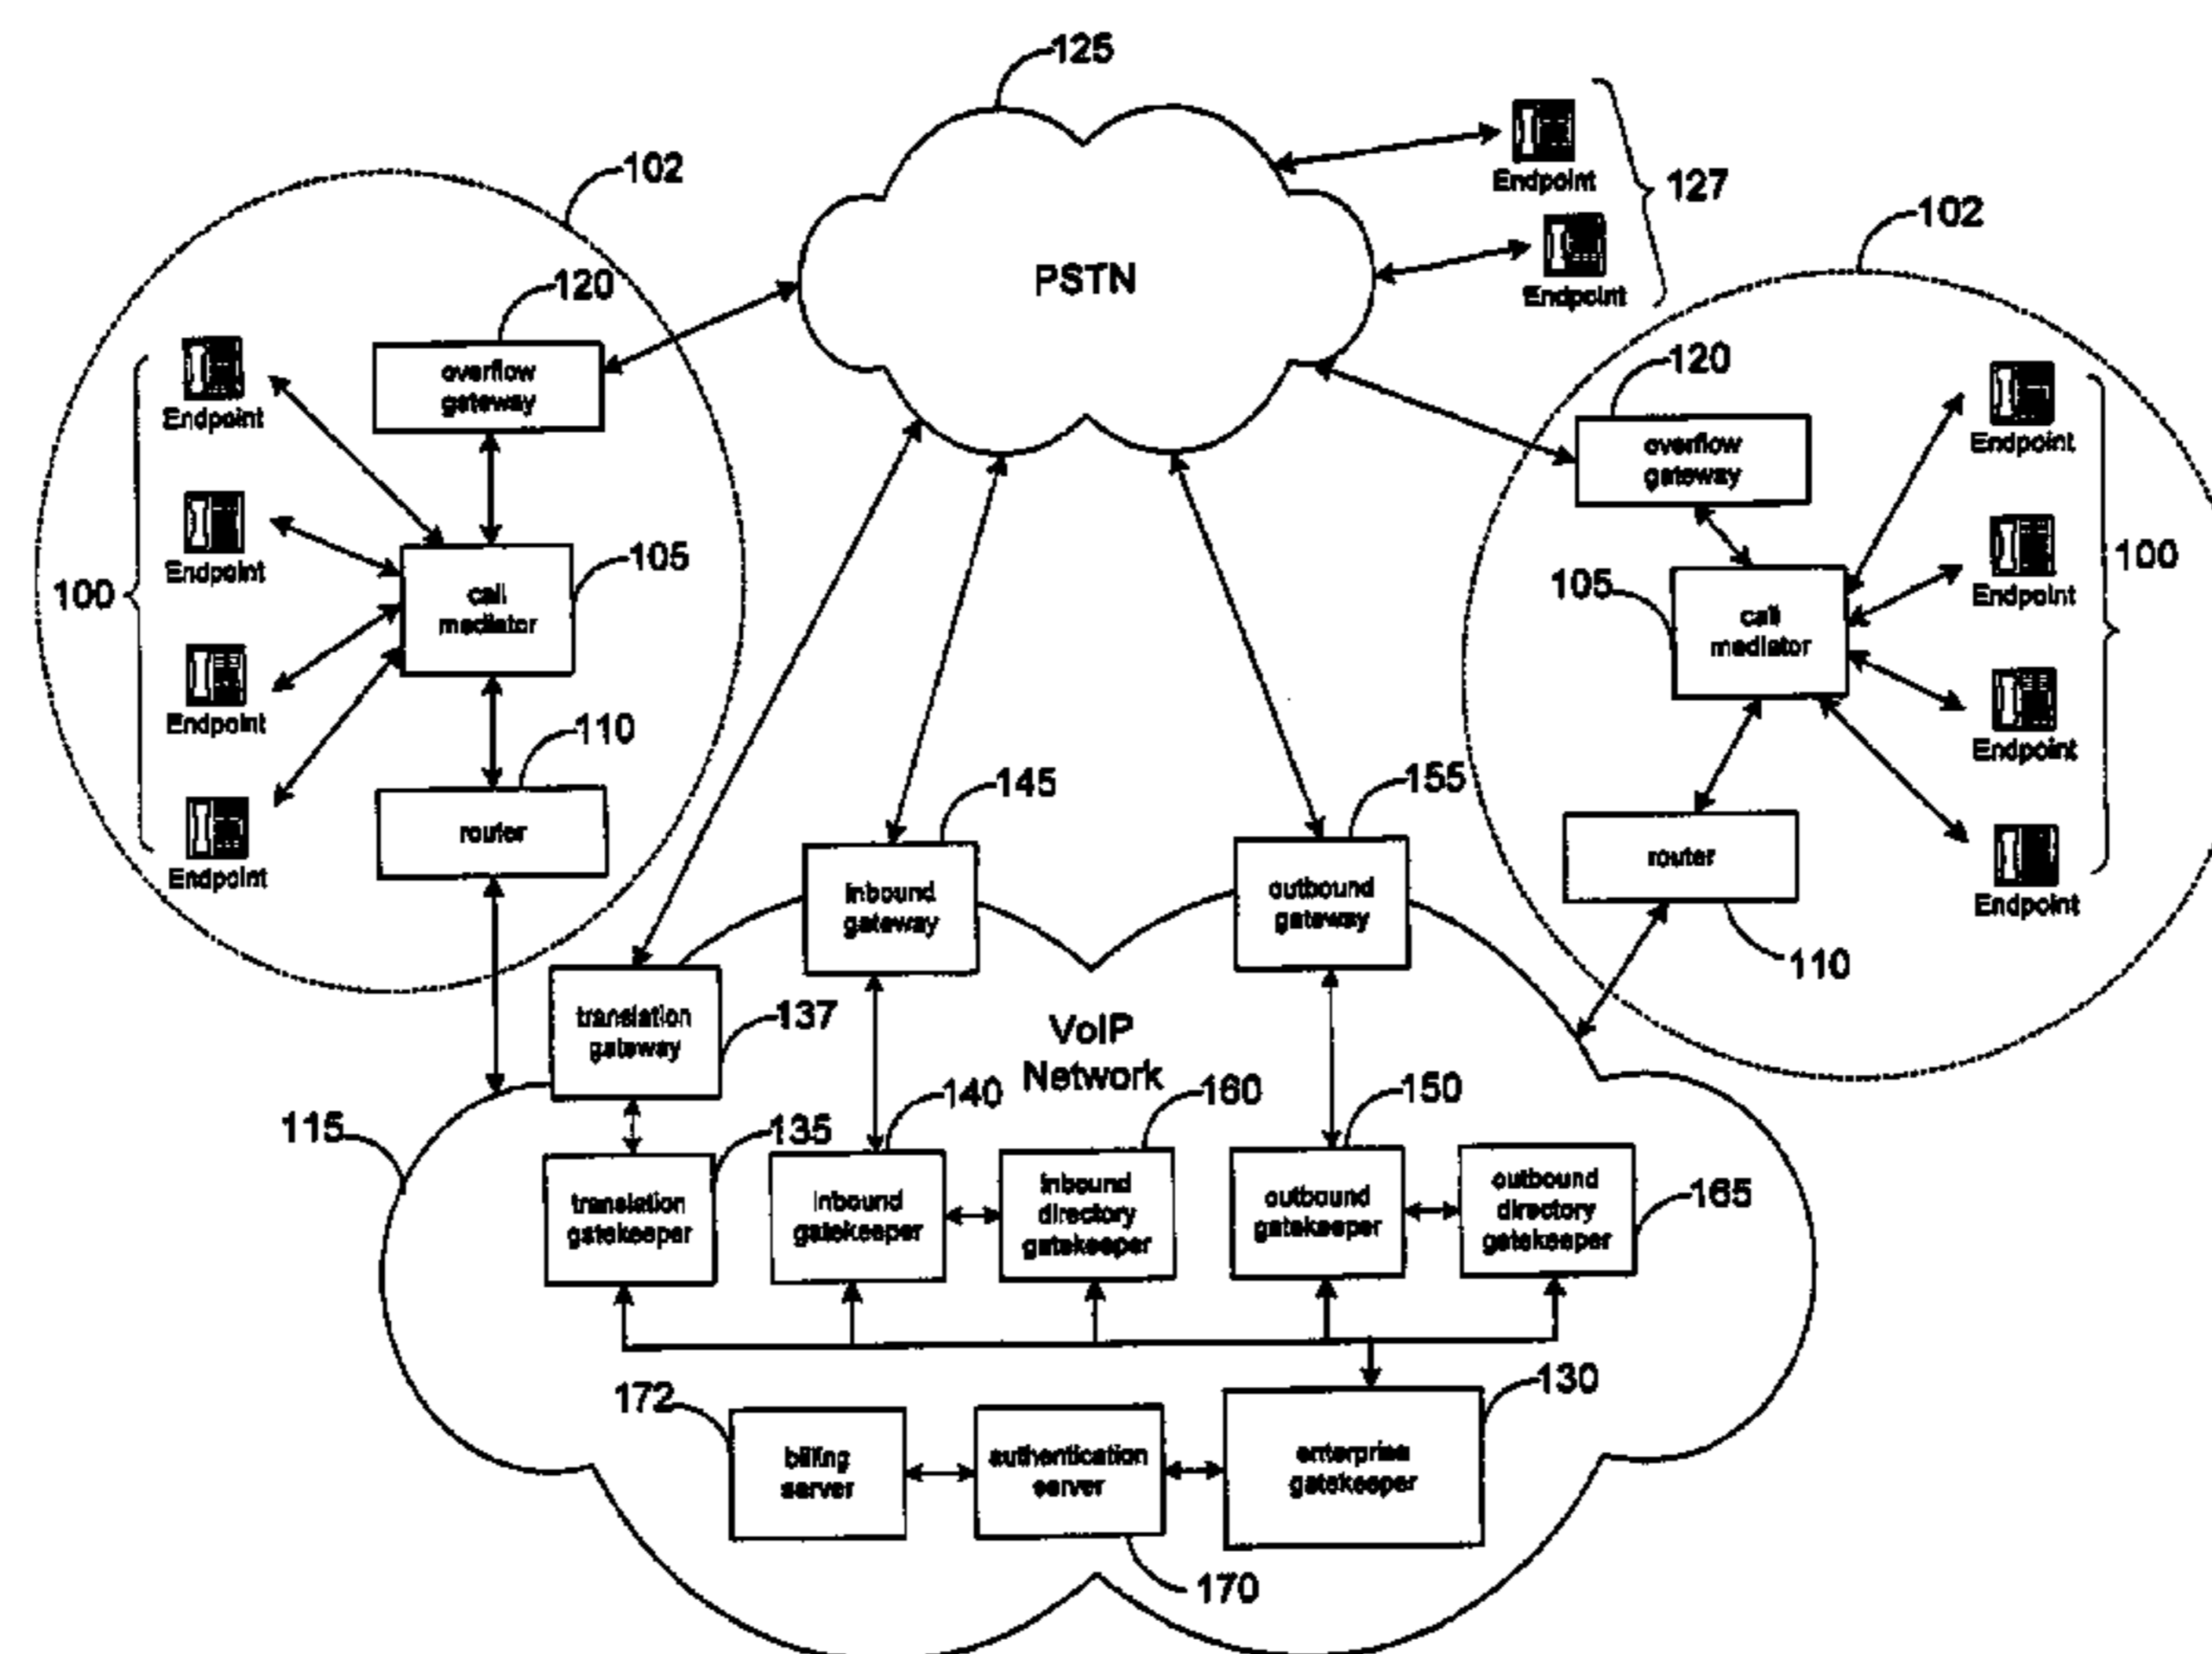 125
102
Endpoint
127
Endpoint
102
PSTN
120
overflow
gateway
Endpoint
120
overflow
gateway
Endpoint
Endpoint
100
105
call
mediator
Endpoint
105
call
mediator
Endpoint
100
Endpoint
Endpoint
110
router
Endpoint
145
inbound
gateway
155
outbound
gateway
router
110
Endpoint
translation
gateway
137
VoIP
Network
115
135
translation
gatekeeper
140
inbound
gatekeeper
160
inbound
directory
gatekeeper
150
outbound
gatekeeper
outbound
directory
gatekeeper
165
172
billing
server
authentication
server
170
130
enterprise
gatekeeper